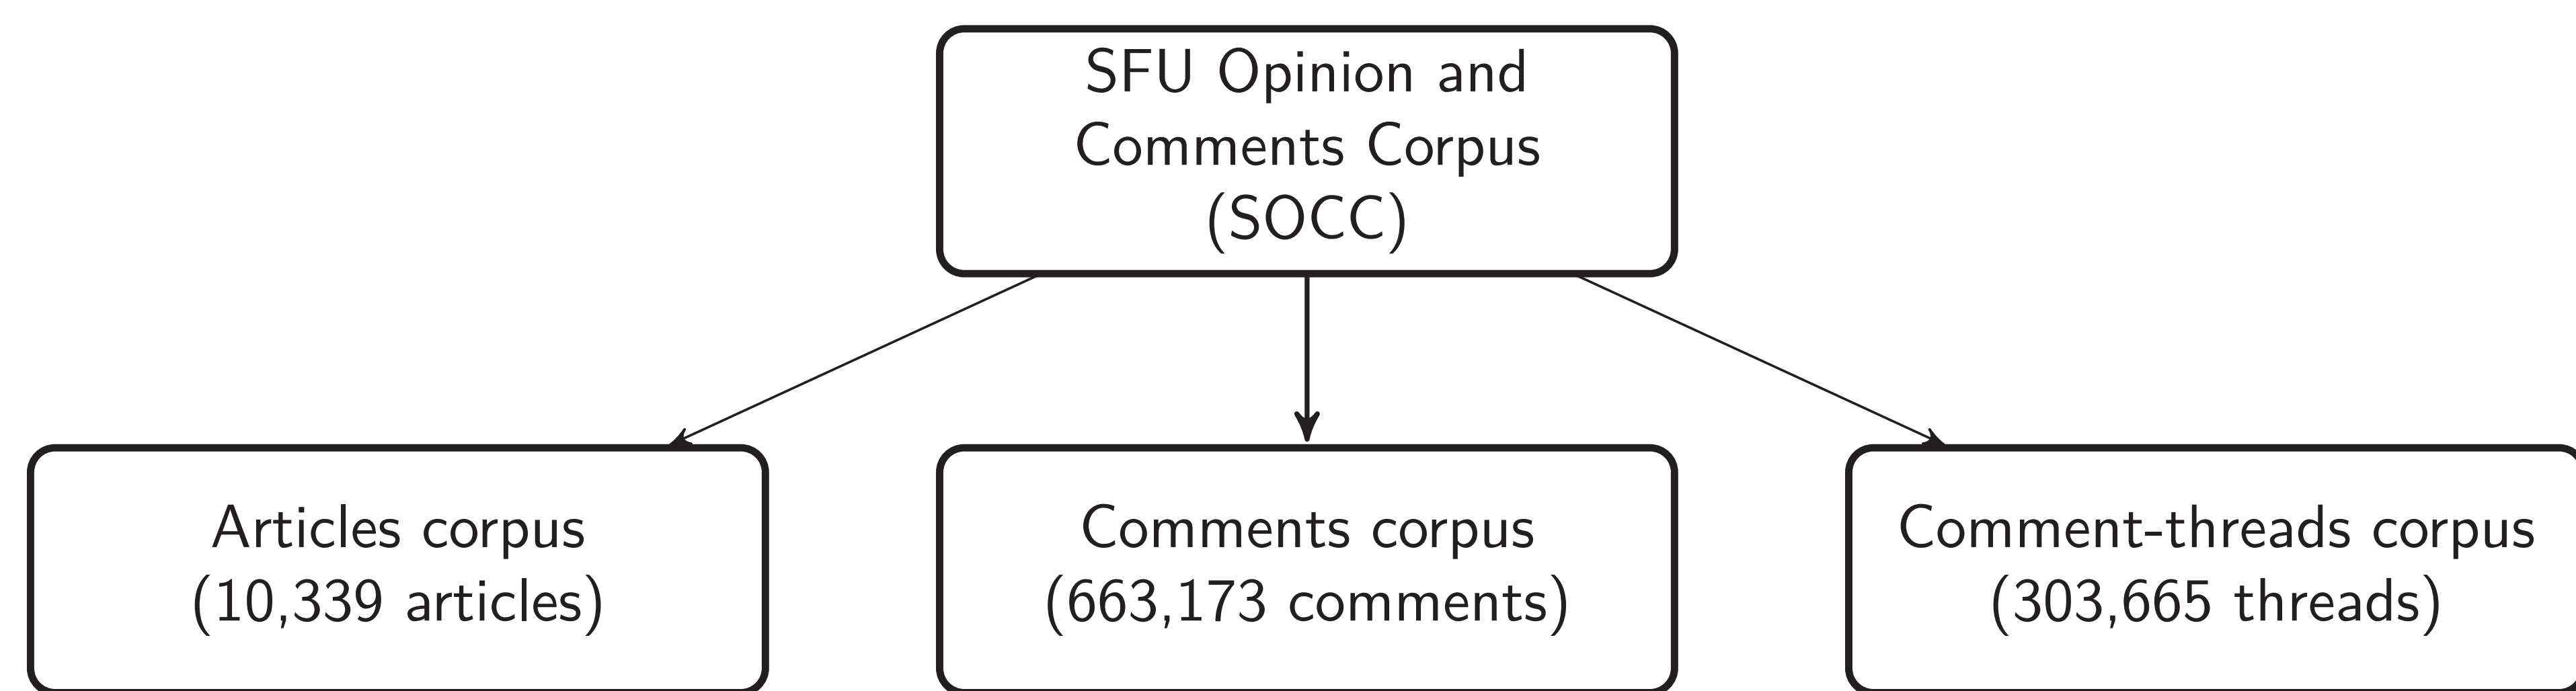 SFU Opinion and
Comments Corpus
(SOCC)
Articles corpus
(10,339 articles)
Comments corpus
(663,173 comments)
Comment-threads corpus
(303,665 threads)